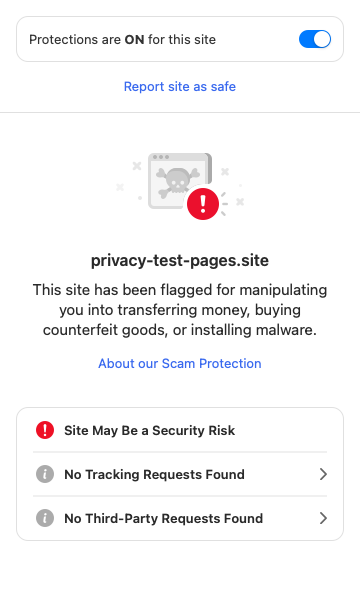 Protections are ON for this site
Report site as safe
privacy-test-pages.site
This site has been flagged for manipulating
you into transferring money, buying
counterfeit goods, or installing malware.
About our Scam Protection
Site May Be a Security Risk
No Tracking Requests Found
No Third-Party Requests Found